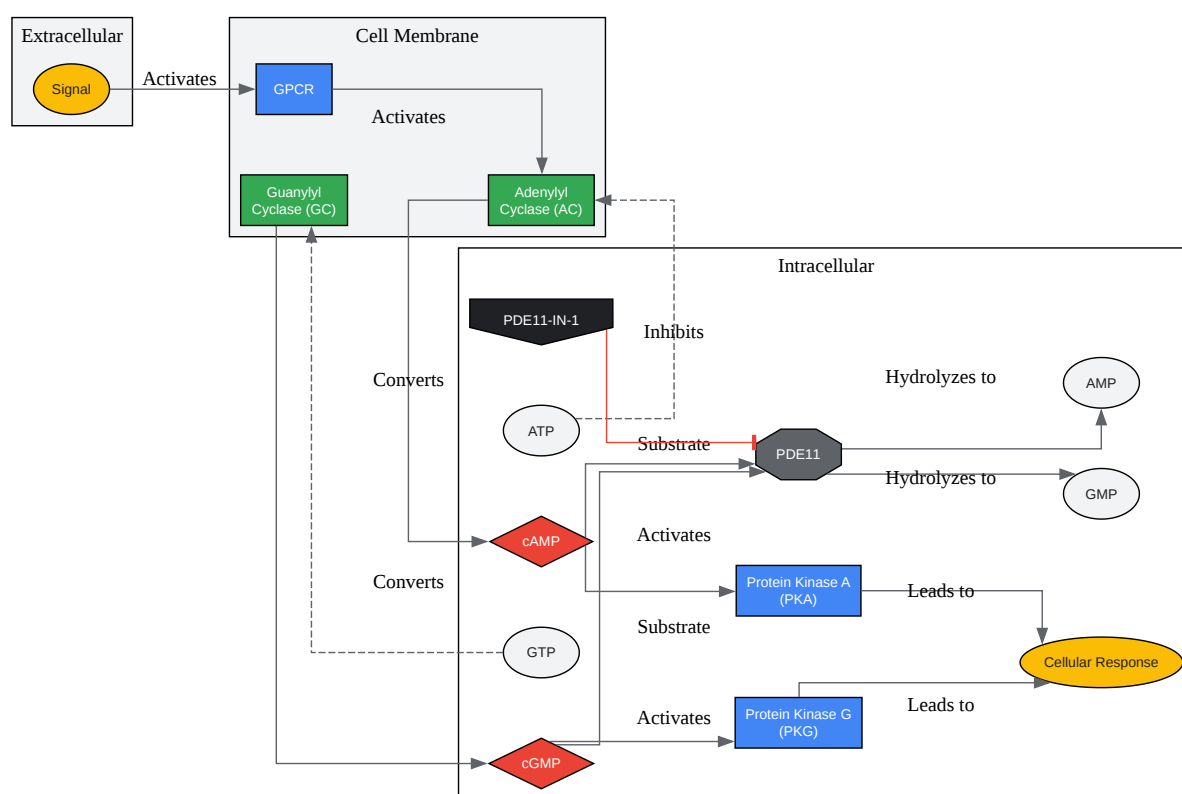 Extracellular
Cell Membrane
Signal
Activates
GPCR
Activates
Guanylyl
Cyclase (GC)
Adenylyl
Cyclase (AC)
Intracellular
PDE11-IN-1
Inhibits
Converts
Hydrolyzes to
AMP
ATP
Substrate
PDE11
Hydrolyzes to
GMP
cAMP
Activates
Converts
Protein Kinase A
(PKA)
Leads to
Substrate
GTP
Cellular Response
Activates
Protein Kinase G
(PKG)
Leads to
cGMP